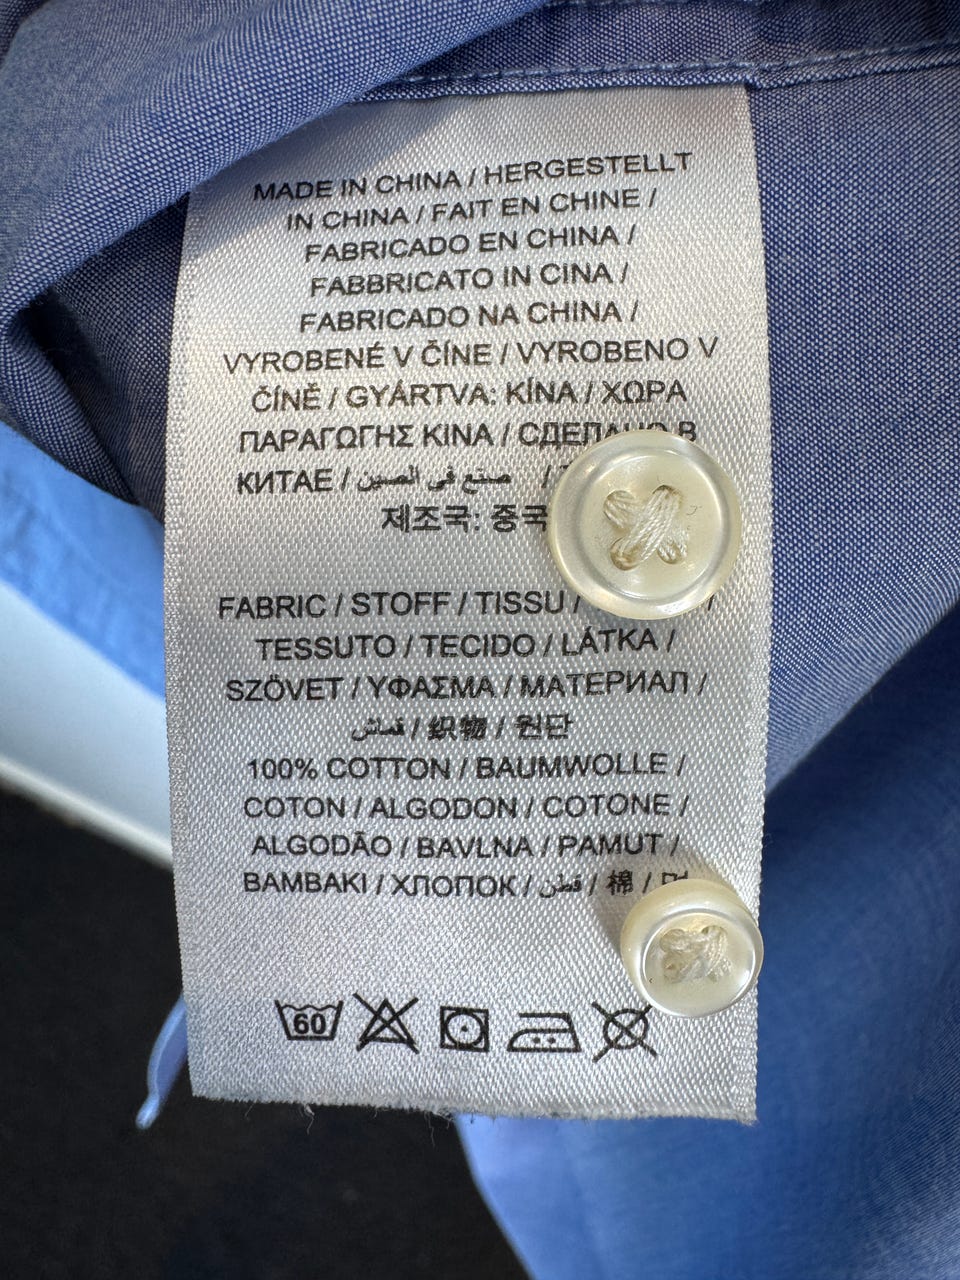 MADE IN CHINA / HERGESTELLT
IN CHINA / FAIT EN CHINE /
FABRICADO EN CHINA /
FABBRICATO IN CINA /
FABRICADO NA CHINA /
VYROBENÉ V ČÍNE / VYROBENO V
ČÍNĚ / GYÁRTVA: KÍNA / ΧΩΡΑ
ΠΑΡΑΓΩΓΗΣ ΚΙΝΑ / СДЕЛАНО В
КИТАЕ / صنع في الصين /
제조국: 중국
FABRIC / STOFF / TISSU / /
TESSUTO / TECIDO / LÁTKA /
SZÖVET / ΥΦΑΣΜΑ / МАТЕРИАЛ /
قماش / 织物 / 원단
100% COTTON / BAUMWOLLE /
COTON / ALGODON / COTONE /
ALGODÃO / BAVLNA / PAMUT /
BAMBAKI / ХЛОПОК / قطن / 棉 /
60